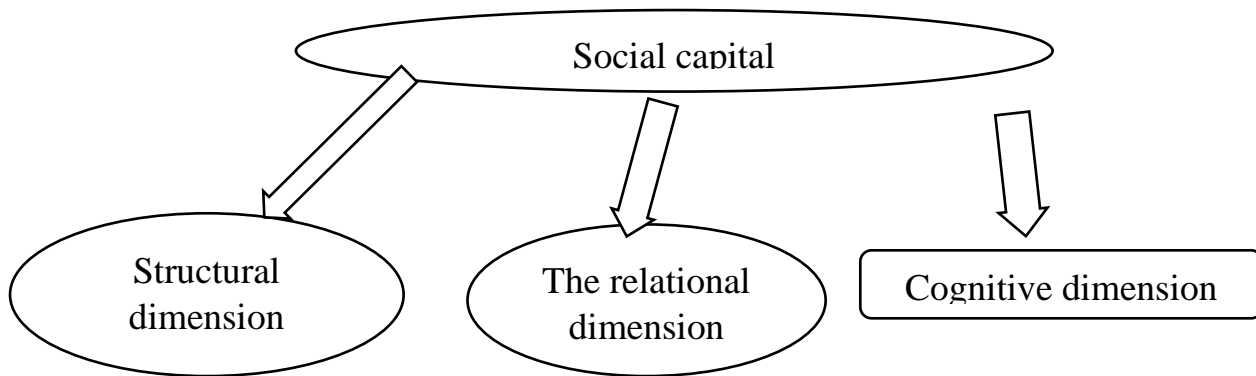 Social capital
Structural
dimension
The relational
dimension
Cognitive dimension